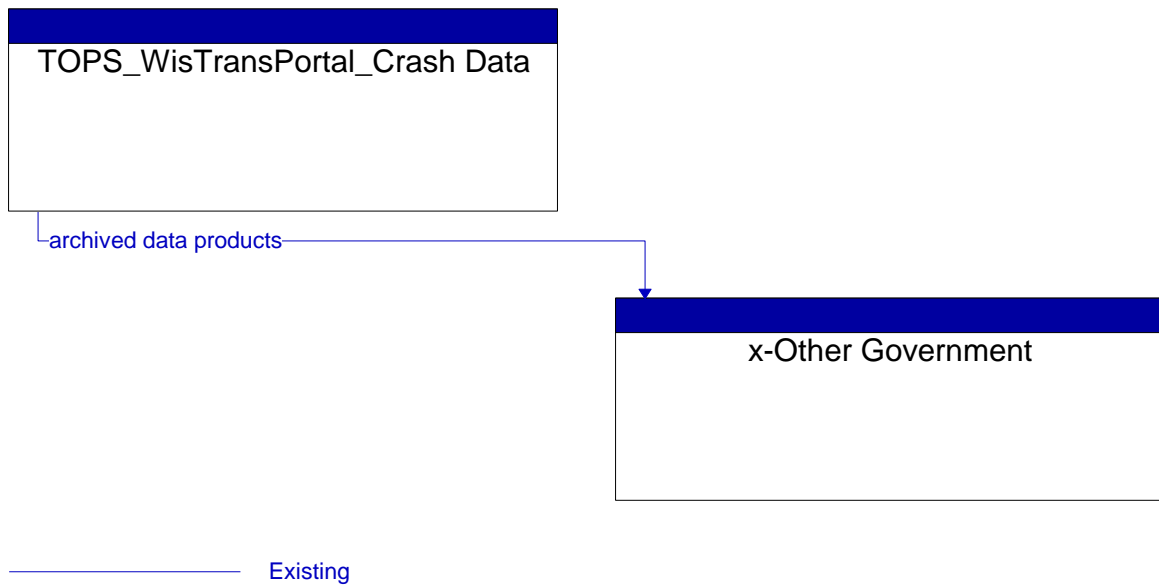 TOPS_WisTransPortal_Crash Data
archived data products
x-Other Government
Existing